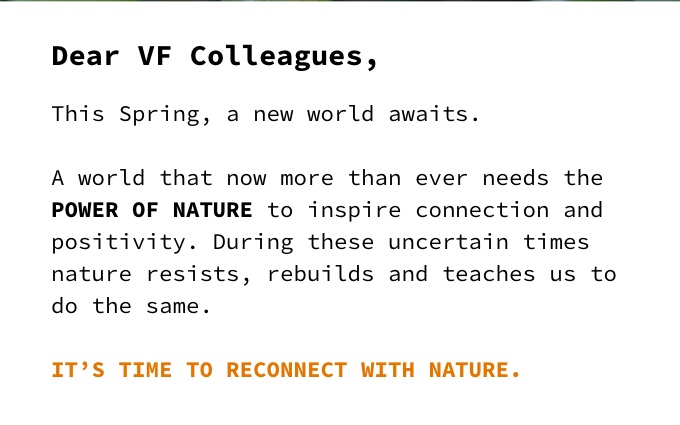 Dear VF Colleagues,
This Spring, a new world awaits.
A world that now more than ever needs the
POWER OF NATURE to inspire connection and
positivity. During these uncertain times
nature resists, rebuilds and teaches us to
do the same.
IT’S TIME TO RECONNECT WITH NATURE.